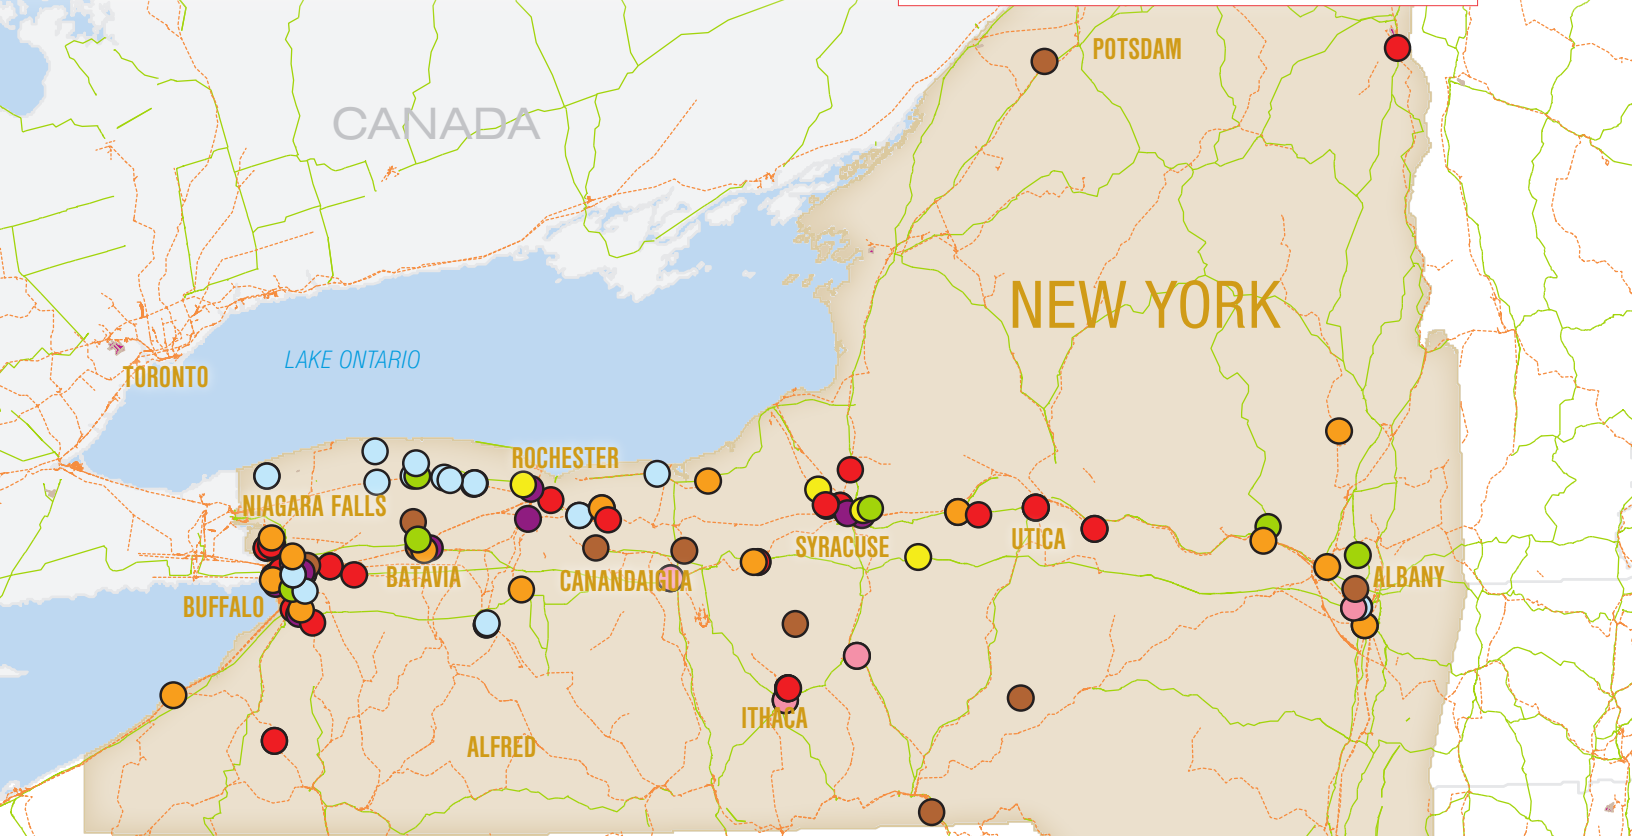 POTSDAM
CANADA
NEW YORK
LAKE ONTARIO
TORONTO
ROCHESTER
NIAGARA FALLS
SYRACUSE
UTICA
BATAVIA
CANANDAIGUA
ALBANY
BUFFALO
ITHACA
ALFRED